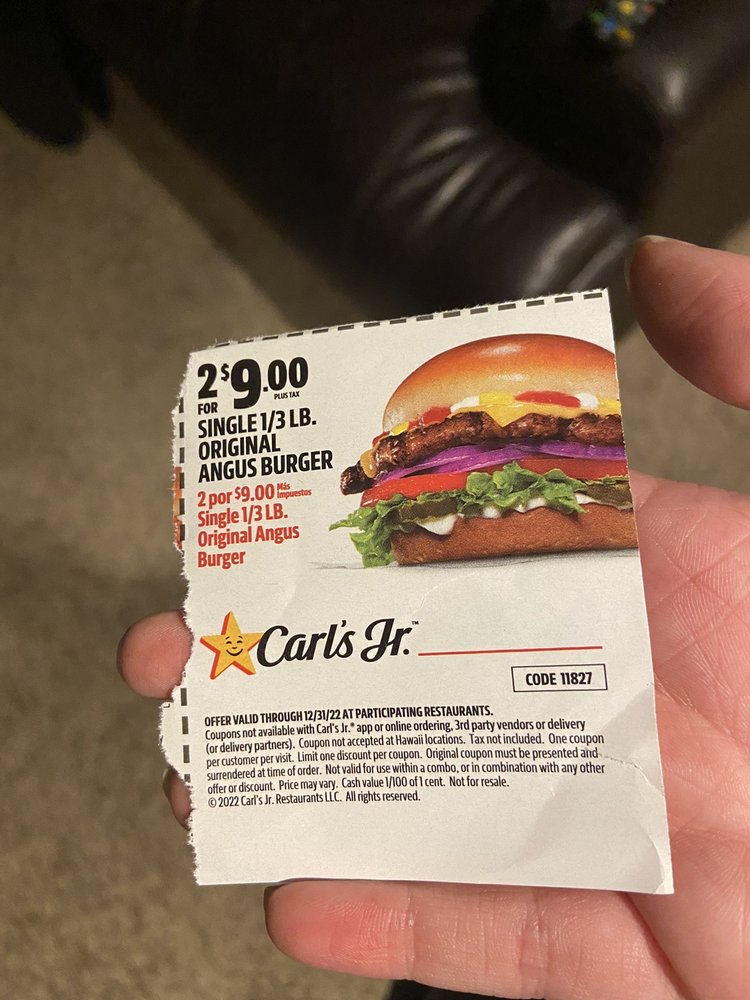 2 FOR $9.00 PLUS TAX
SINGLE 1/3 LB.
ORIGINAL
ANGUS BURGER
2 por $9.00 Más Impuestos
Single 1/3 LB.
Original Angus
Burger
Carl's Jr.™
CODE 11827
OFFER VALID THROUGH 12/31/22 AT PARTICIPATING RESTAURANTS.
Coupons not available with Carl's Jr.® app or online ordering, 3rd party vendors or delivery
(or delivery partners). Coupon not accepted at Hawaii locations. Tax not included. One coupon
per customer per visit. Limit one discount per coupon. Original coupon must be presented and
surrendered at time of order. Not valid for use within a combo, or in combination with any other
offer or discount. Price may vary. Cash value 1/100 of 1 cent. Not for resale.
© 2022 Carl's Jr. Restaurants LLC. All rights reserved.